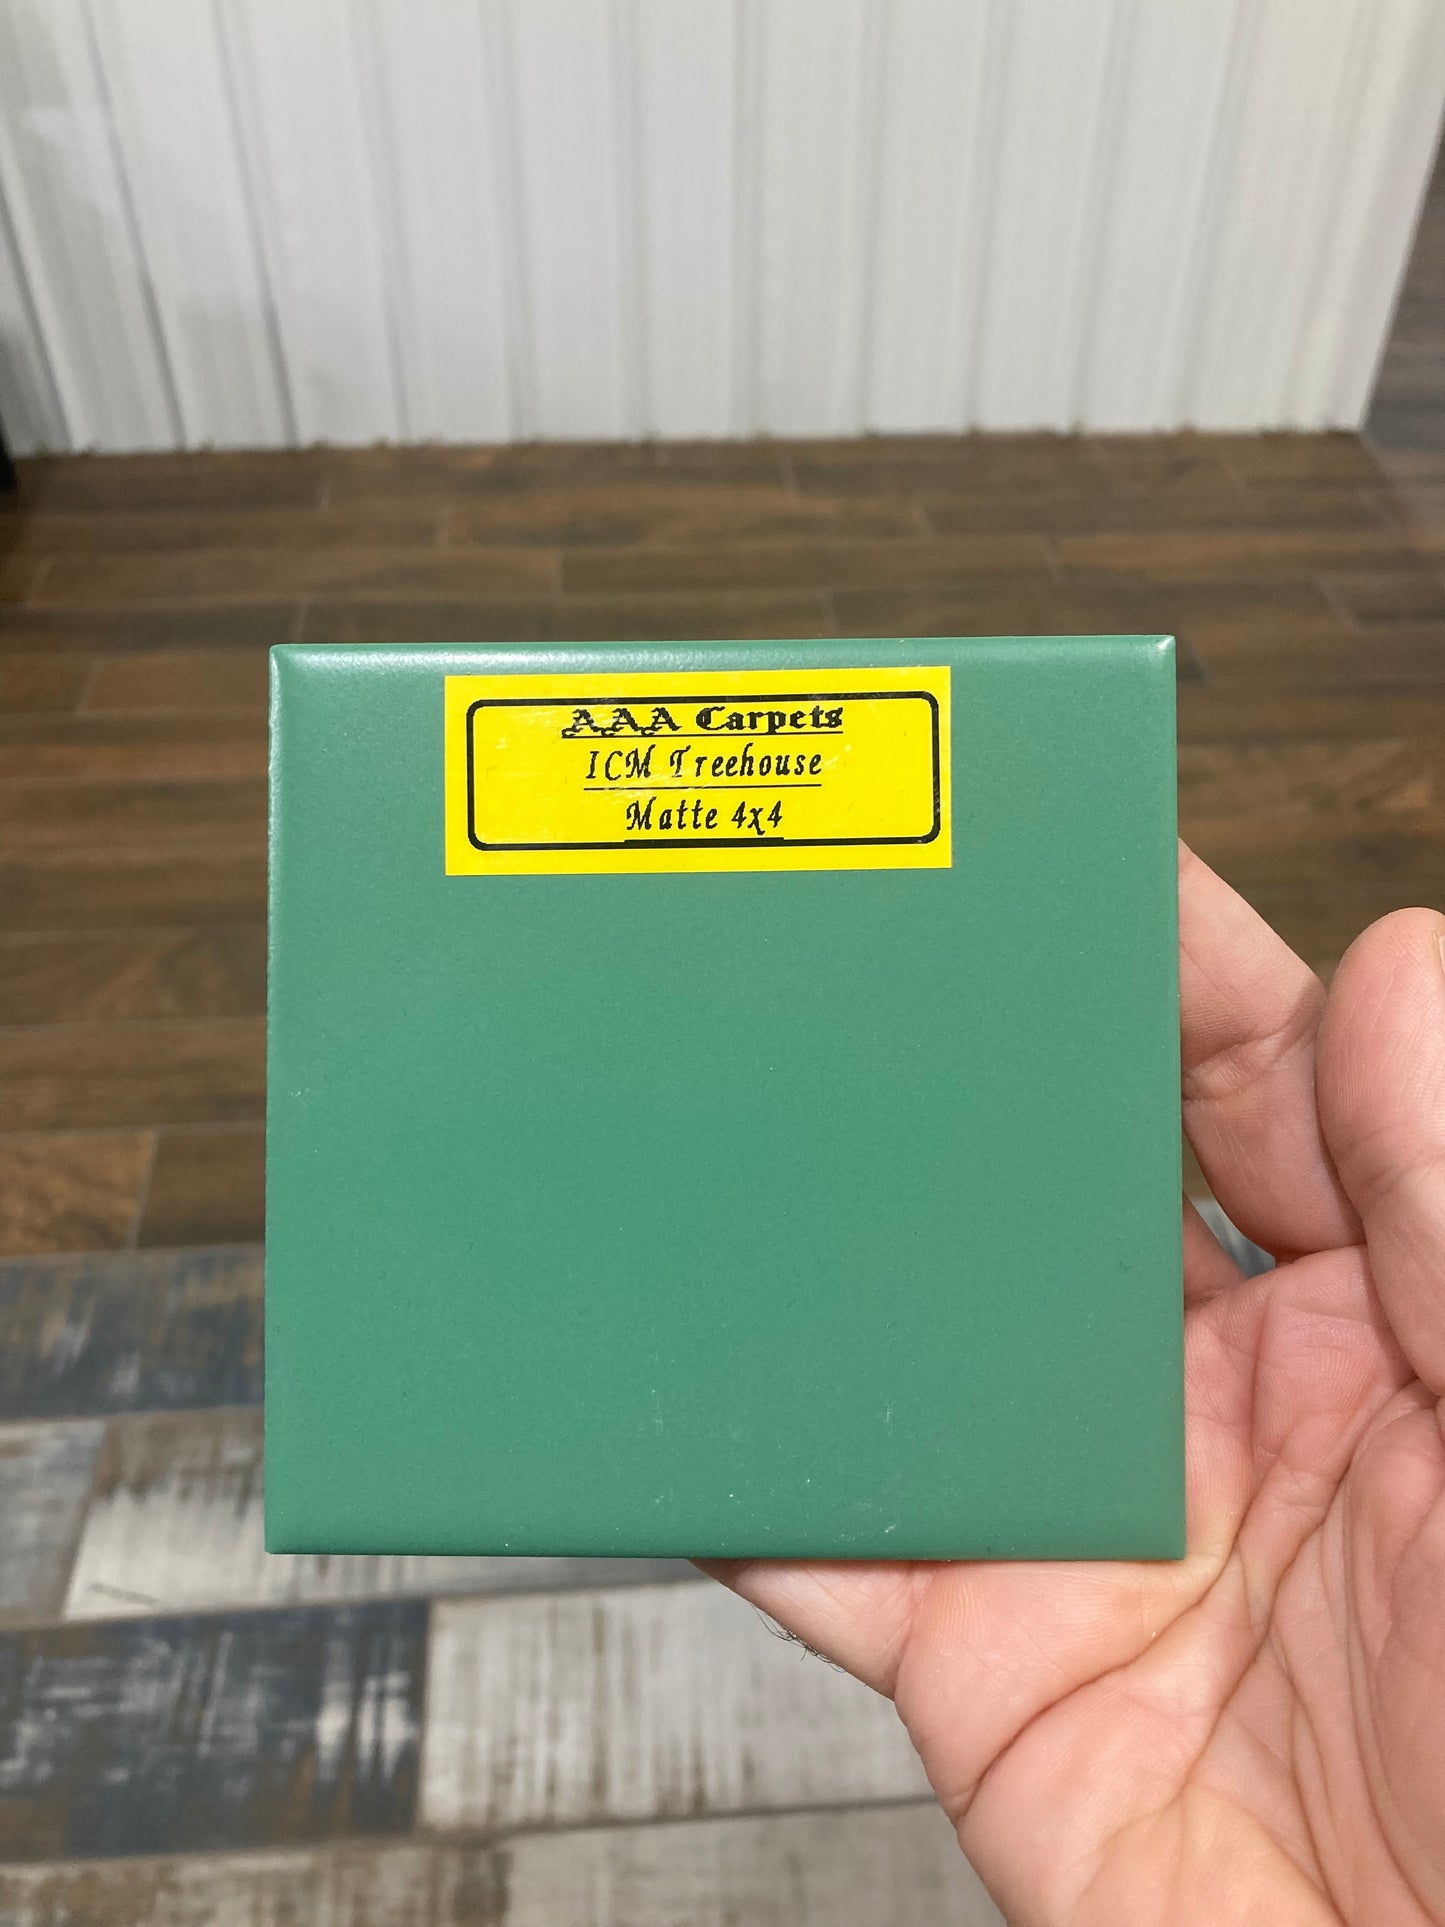 AAA Carpets
ICM Treehouse
Matte 4x4